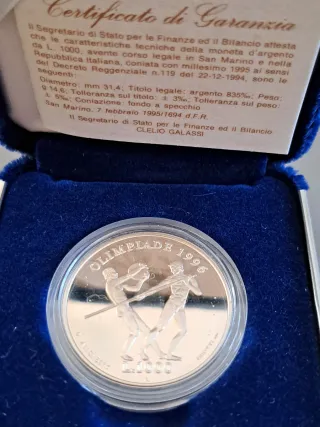 Certificato di Garanzia
Il Segretario di Stato per le Finanze ed il Bilancio attesta
che le caratteristiche tecniche della moneta d'argento
da L. 1000, avente corso legale in San Marino e nella
Repubblica Italiana, coniata con millesimo 1995 ai sensi
del Decreto Reggenziale n.119 del 22-12-1994, sono le
seguenti:
Diametro: mm 31,4; Titolo legale: argento 835‰; Peso:
g 14,6; Tolleranza sul titolo: ± 3‰; Tolleranza sul peso:
± 5‰; Coniazione: fondo a specchio
San Marino, 7 febbraio 1995/1694 d.F.R.
Il Segretario di Stato per le Finanze ed il Bilancio
CLELIO GALASSI
OLIMPIADE 1996
L. 1000